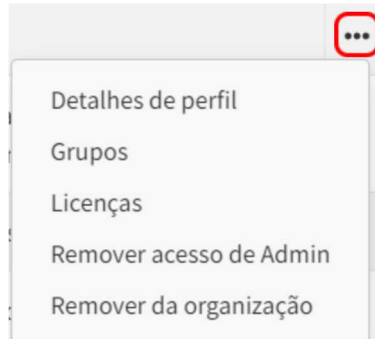 Detalhes de perfil
Grupos
Licenças
Remover acesso de Admin
Remover da organização